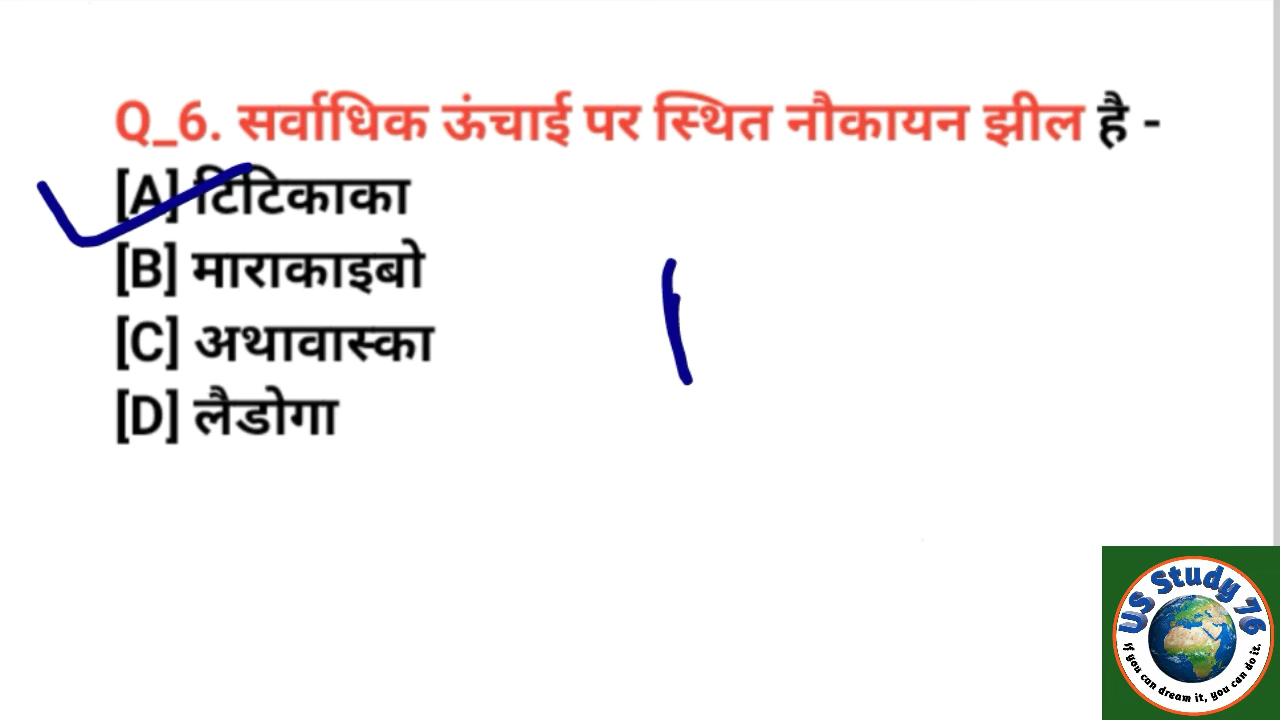 Q_6. सर्वाधिक ऊंचाई पर स्थित नौकायन झील है -
[A] टिटिकाका
[B] माराकाइबो
[C] अथावास्का
[D] लैडोगा
US Study 76
If you can dream it, you can do it.